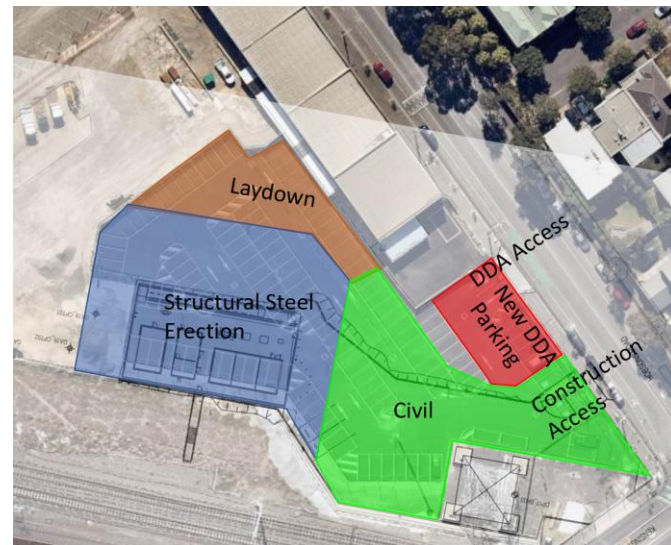 Laydown
DDA Access
Structural Steel
Erection
New DDA
Parking
Construction
Access
Civil